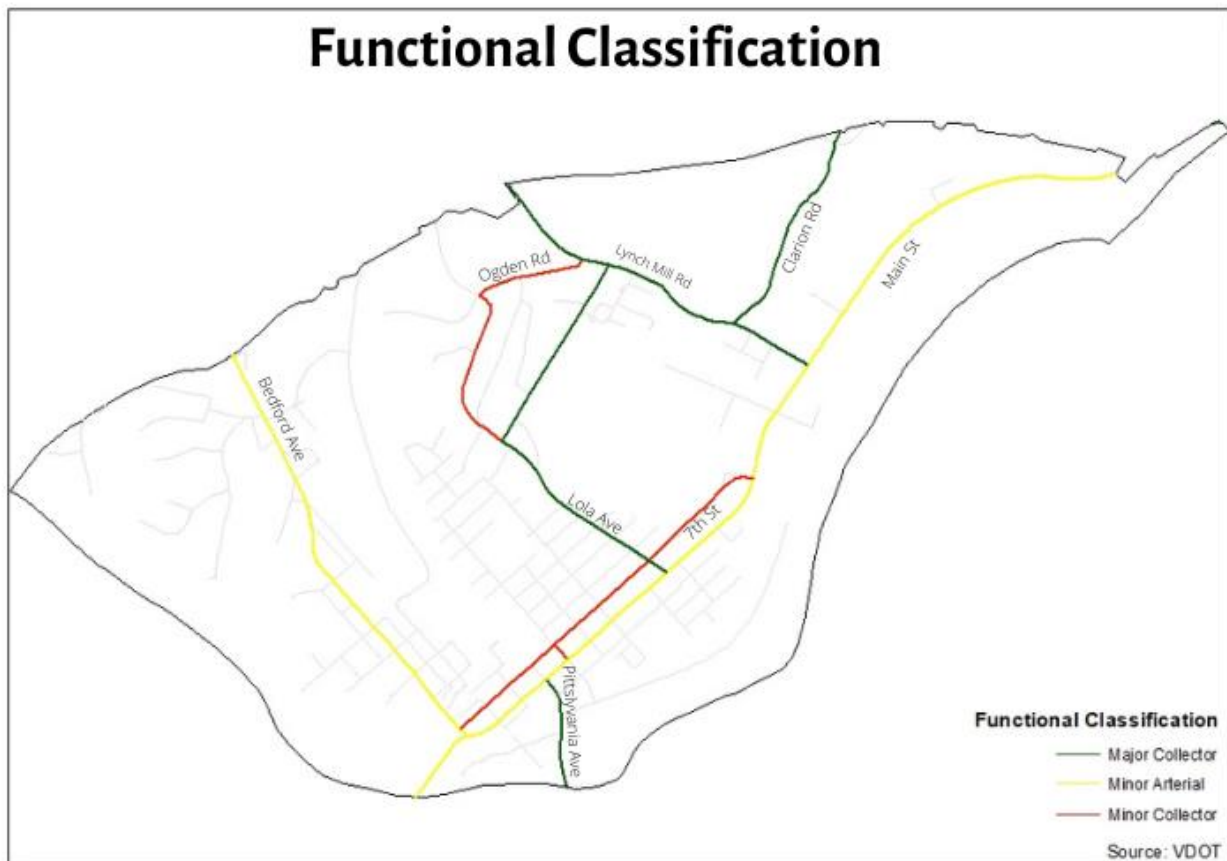 Functional Classification
Ogden Rd
Lynch Mill Rd
Clarion Rd
Main St
Bedford Ave
Lola Ave
7th St
Pittslyvania Ave
Functional Classification
Major Collector
Minor Arterial
Minor Collector
Source: VDOT